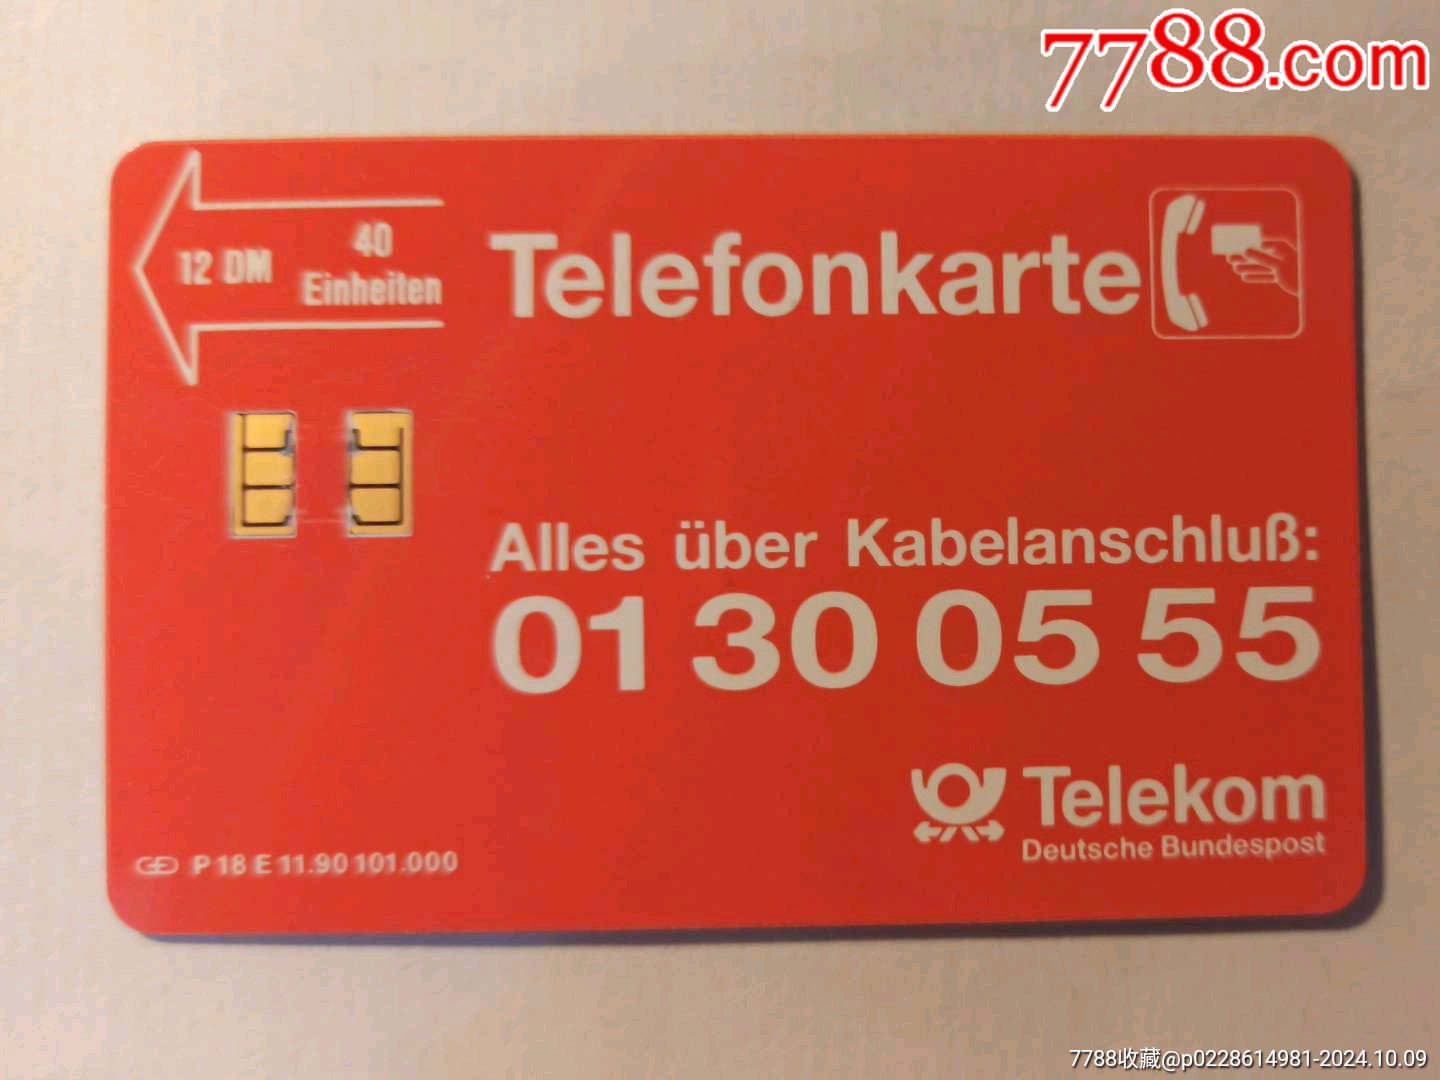 7788.com
12 DM
40
Einheiten
Telefonkarte
Alles über Kabelanschluß:
01 30 05 55
Telekom
Deutsche Bundespost
P 18 E 11.90 101.000
7788收藏@p0228614981-2024.10.09